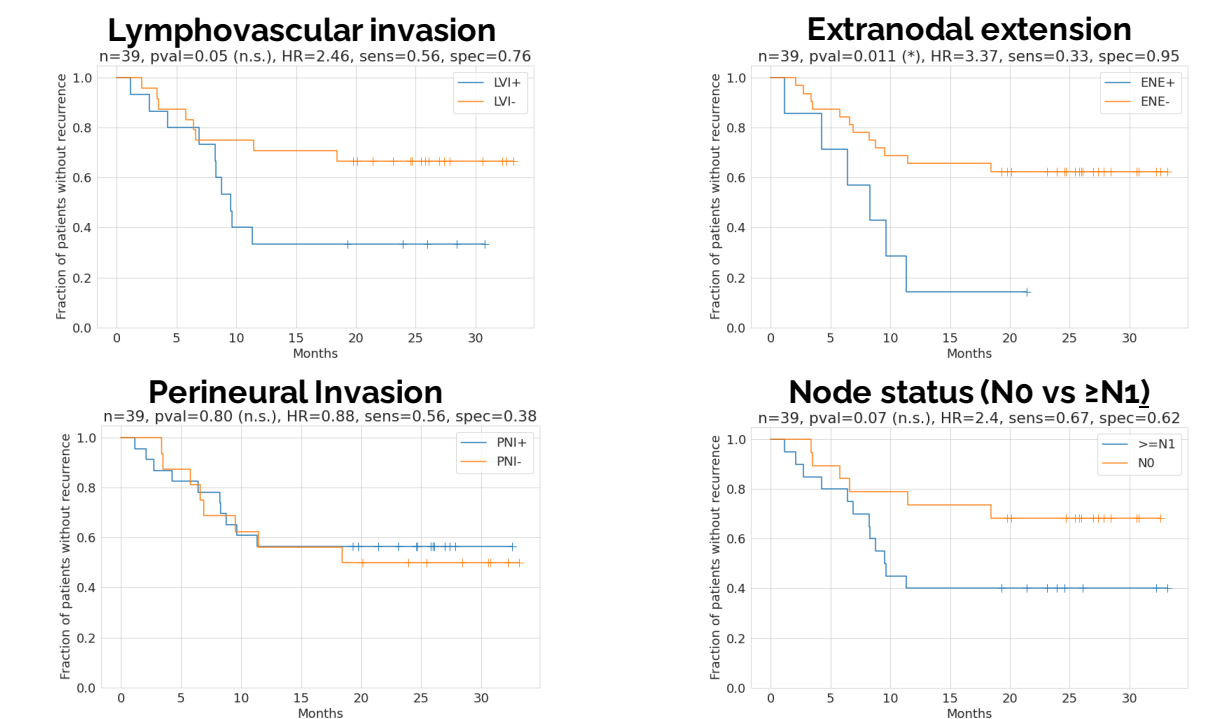 Lymphovascular invasion
n=39, pval=0.05 (n.s.), HR=2.46, sens=0.56, spec=0.76
LVI+
LVI-
Fraction of patients without recurrence
1.0
0.8
0.6
0.4
0.2
0.0
0 5 10 15 20 25 30
Months
Extranodal extension
n=39, pval=0.011 (*), HR=3.37, sens=0.33, spec=0.95
ENE+
ENE-
Fraction of patients without recurrence
1.0
0.8
0.6
0.4
0.2
0.0
0 5 10 15 20 25 30
Months
Perineural Invasion
n=39, pval=0.80 (n.s.), HR=0.88, sens=0.56, spec=0.38
PNI+
PNI-
Fraction of patients without recurrence
1.0
0.8
0.6
0.4
0.2
0.0
0 5 10 15 20 25 30
Months
Node status (N0 vs ≥N1)
n=39, pval=0.07 (n.s.), HR=2.4, sens=0.67, spec=0.62
>=N1
N0
Fraction of patients without recurrence
1.0
0.8
0.6
0.4
0.2
0.0
0 5 10 15 20 25 30
Months